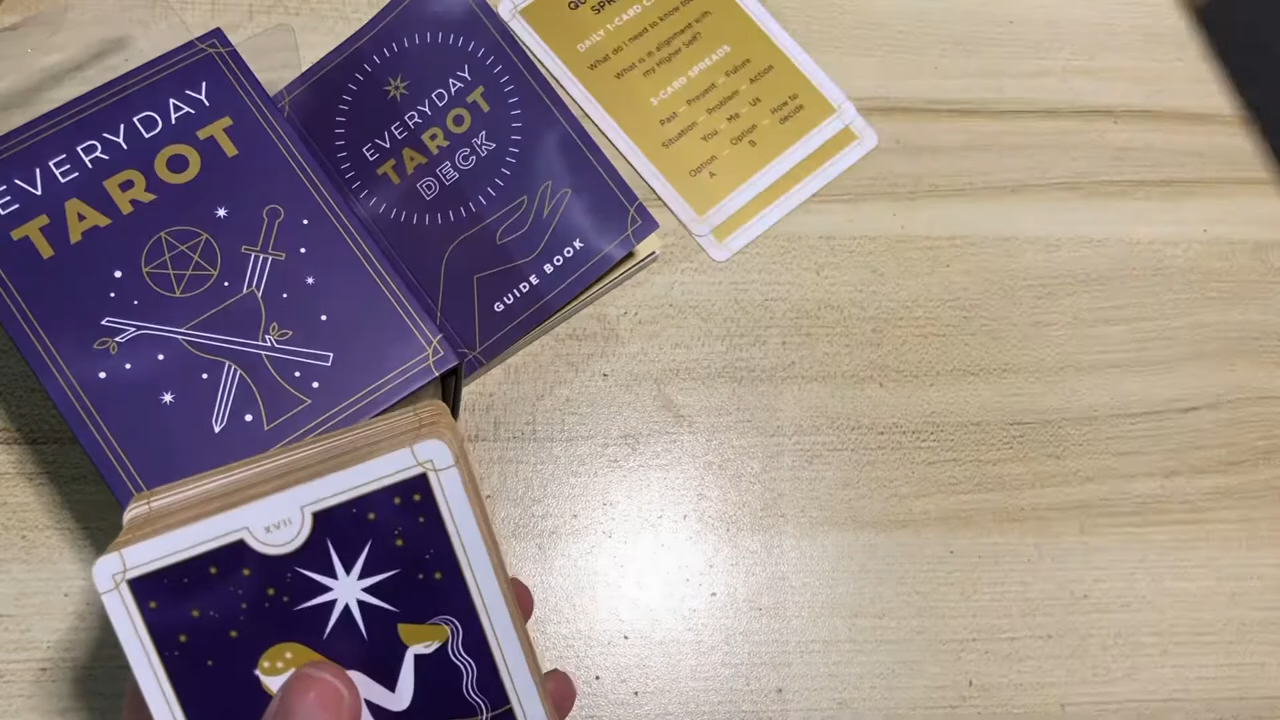 EVERYDAY
TAROT
EVERYDAY
TAROT
DECK
GUIDE BOOK
DAILY 1-CARD
What do I need to know
What is in alignment with
my Higher Self?
3-CARD SPREADS
Past – Present – Future
Situation – Problem – Action
You – Me – Us
Option A – Option B – How to decide
XVII